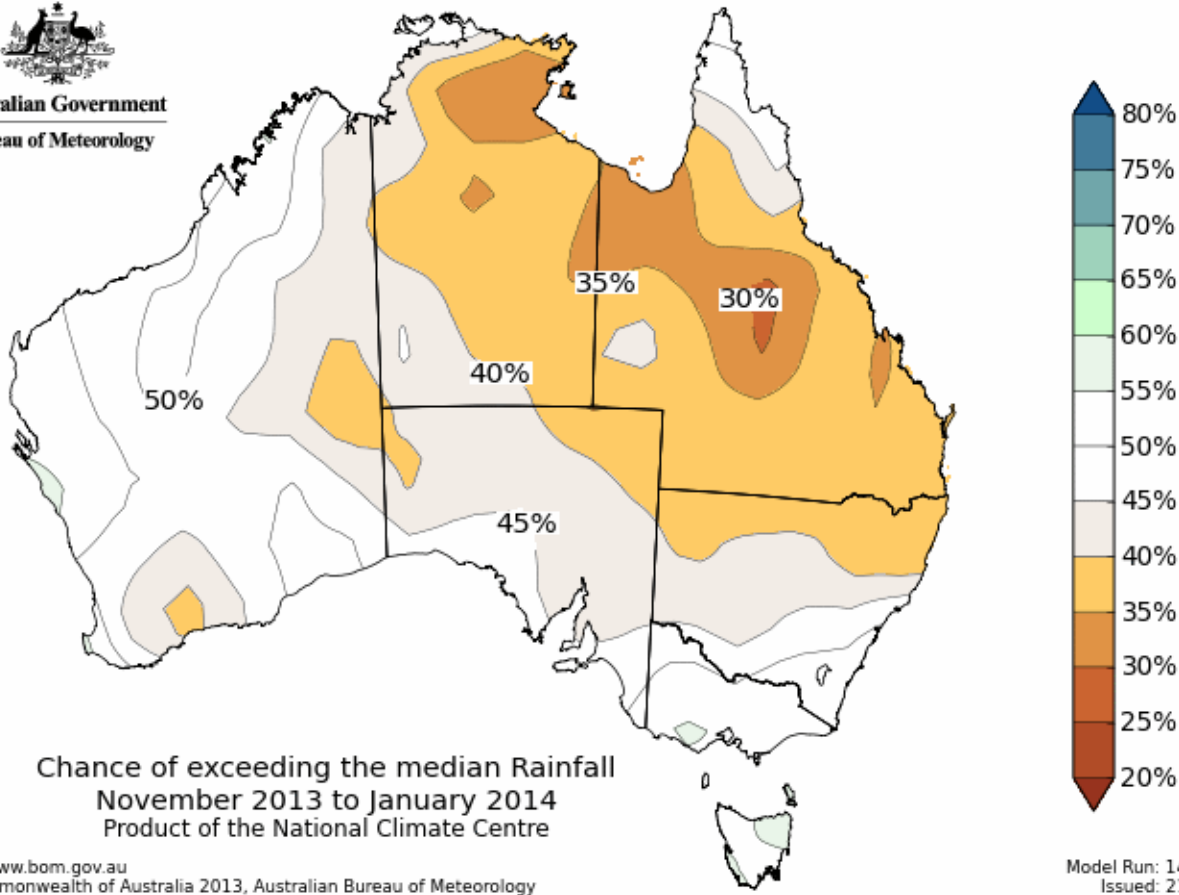 alian Government
eau of Meteorology
80%
75%
70%
65%
60%
55%
50%
45%
40%
35%
30%
25%
20%
35%
30%
40%
50%
45%
Chance of exceeding the median Rainfall
November 2013 to January 2014
Product of the National Climate Centre
ww.bom.gov.au
monwealth of Australia 2013, Australian Bureau of Meteorology
Model Run: 14
Issued: 2